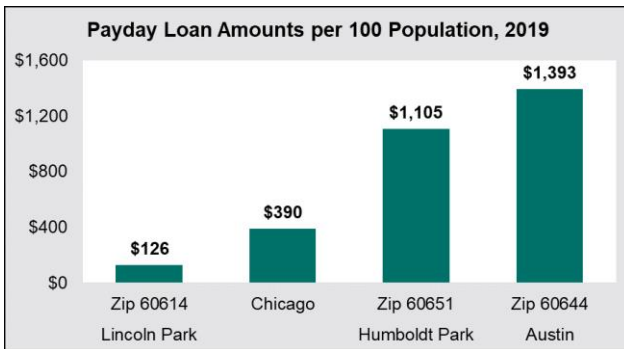 Payday Loan Amounts per 100 Population, 2019
$1,600
$1,200
$800
$400
$0
$126
$390
$1,105
$1,393
Zip 60614
Chicago
Zip 60651
Zip 60644
Lincoln Park
Humboldt Park
Austin